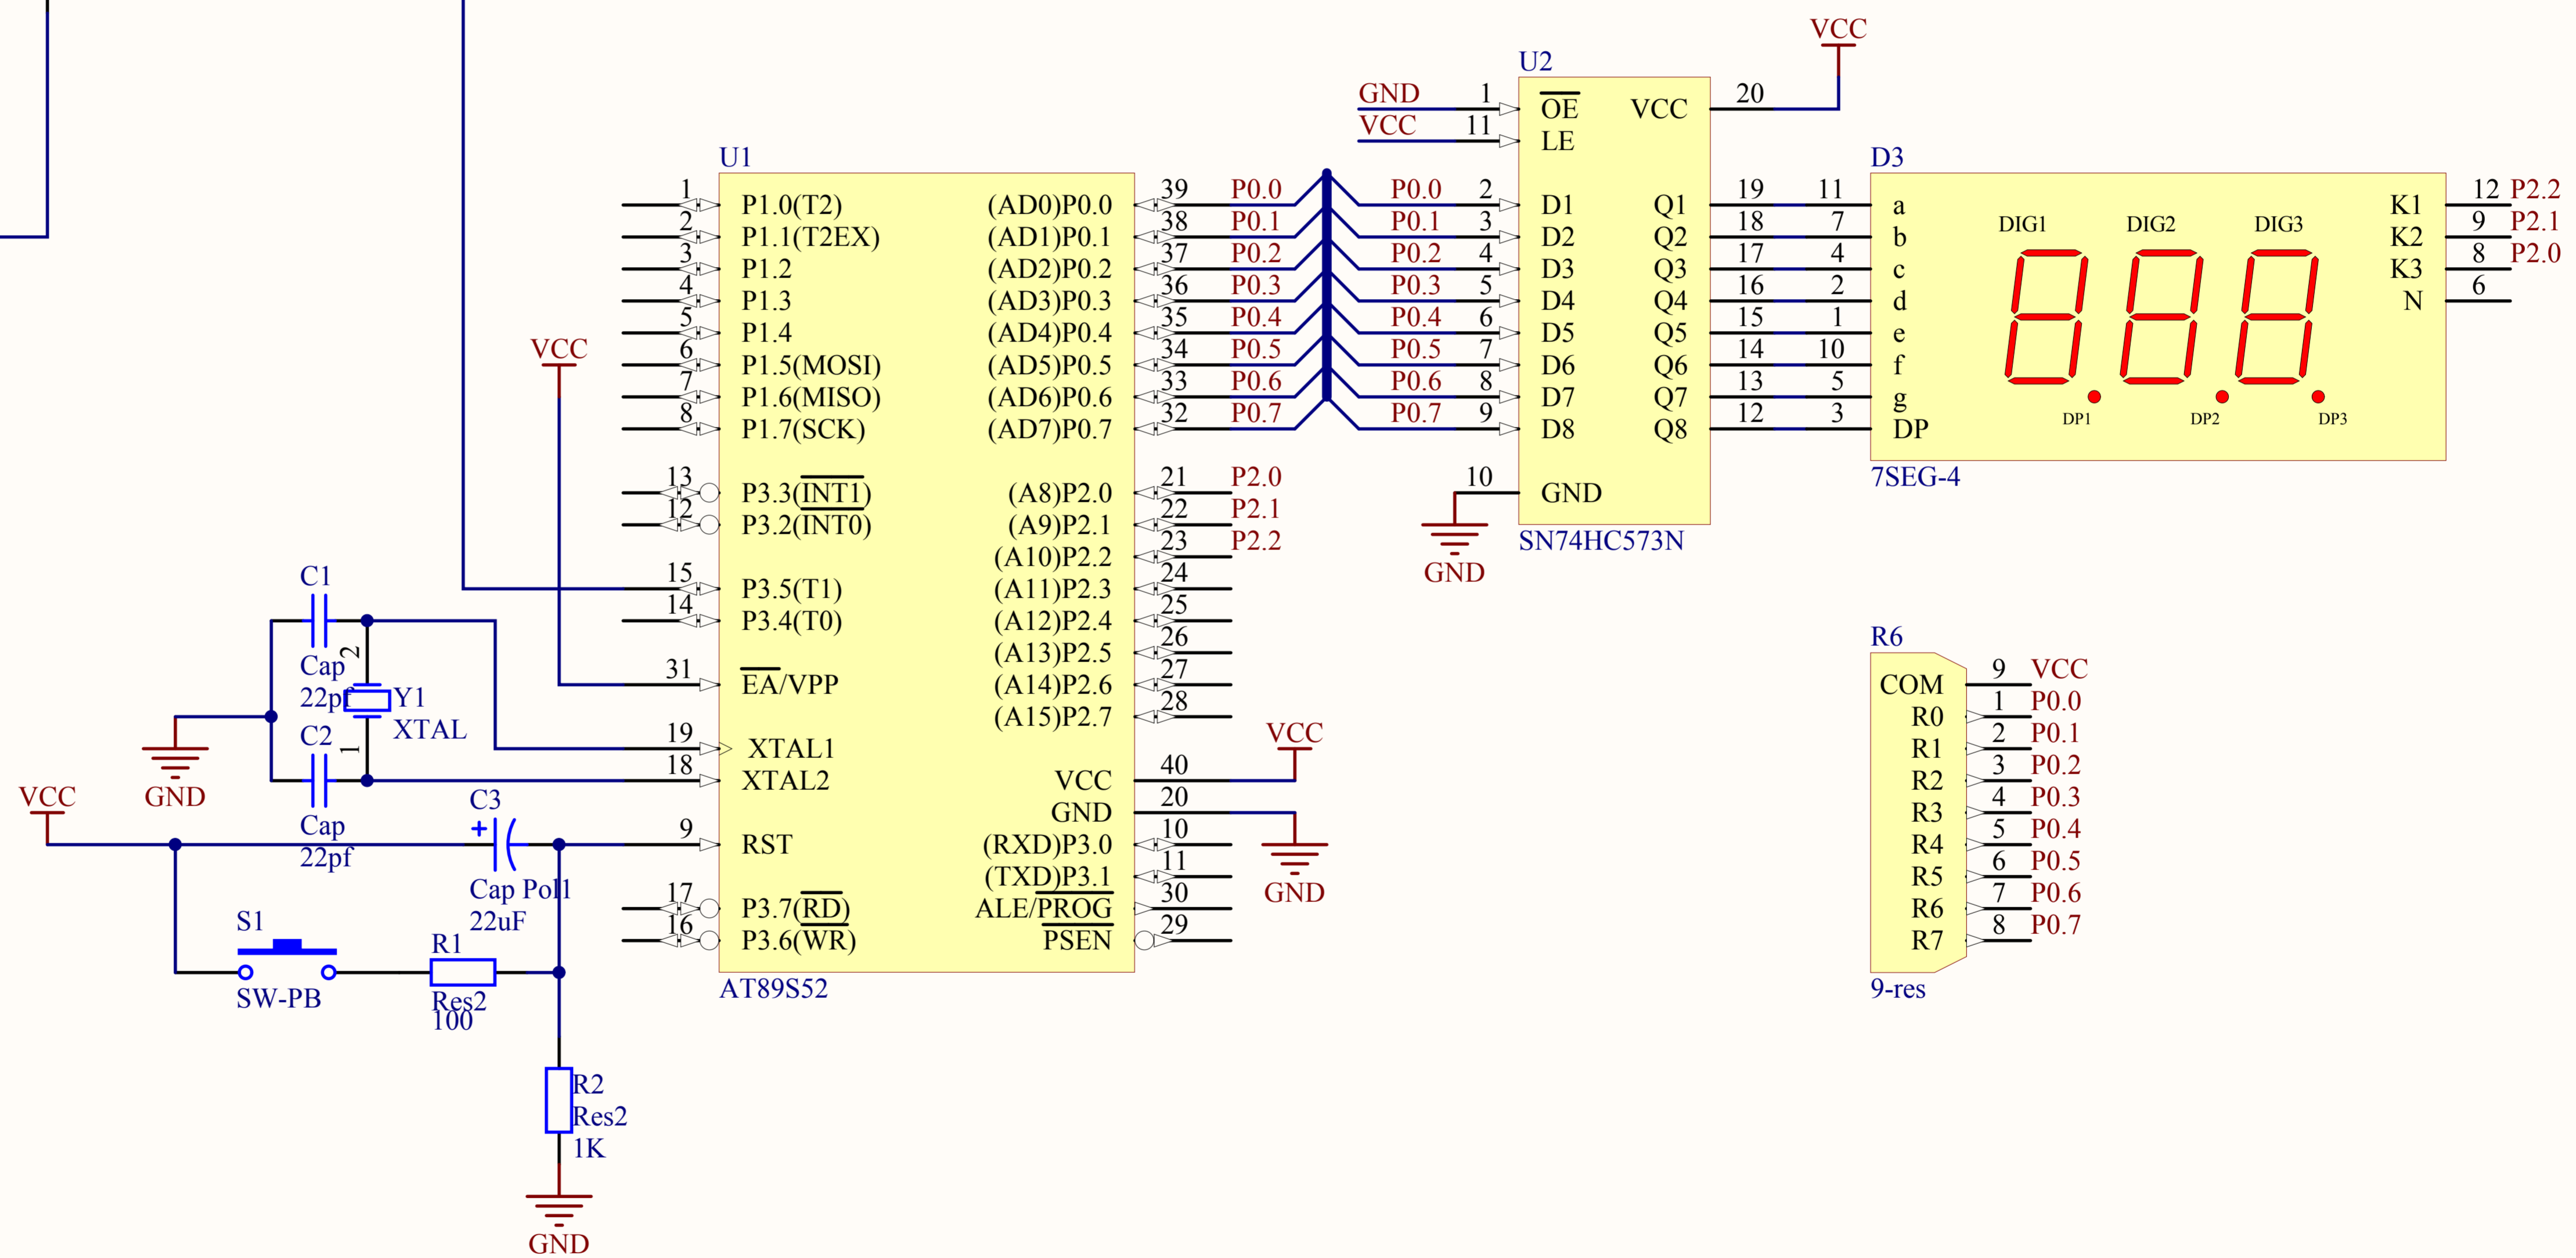 VCC
U2
GND 1 OE VCC 20
VCC 11 LE
U1
D3
1 P1.0(T2) (AD0)P0.0 39 P0.0 P0.0 2 D1 Q1 19 11 a K1 12 P2.2
2 P1.1(T2EX) (AD1)P0.1 38 P0.1 P0.1 3 D2 Q2 18 7 b DIG1 DIG2 DIG3 K2 9 P2.1
3 P1.2 (AD2)P0.2 37 P0.2 P0.2 4 D3 Q3 17 4 c K3 8 P2.0
4 P1.3 (AD3)P0.3 36 P0.3 P0.3 5 D4 Q4 16 2 d N 6
5 P1.4 (AD4)P0.4 35 P0.4 P0.4 6 D5 Q5 15 1 e
VCC
6 P1.5(MOSI) (AD5)P0.5 34 P0.5 P0.5 7 D6 Q6 14 10 f
7 P1.6(MISO) (AD6)P0.6 33 P0.6 P0.6 8 D7 Q7 13 5 g
8 P1.7(SCK) (AD7)P0.7 32 P0.7 P0.7 9 D8 Q8 12 3 DP DP1 DP2 DP3
7SEG-4
13 P3.3(INT1) (A8)P2.0 21 P2.0 10 GND
12 P3.2(INT0) (A9)P2.1 22 P2.1
(A10)P2.2 23 P2.2 SN74HC573N
GND
15 P3.5(T1) (A11)P2.3 24
14 P3.4(T0) (A12)P2.4 25
(A13)P2.5 26
31 EA/VPP (A14)P2.6 27
(A15)P2.7 28
C1
Cap
22pf
2
Y1
XTAL
1
C2
Cap
22pf
GND
19 XTAL1
VCC
18 XTAL2 VCC 40
GND 20
GND
VCC
C3
+
Cap Pol1
22uF
9 RST (RXD)P3.0 10
(TXD)P3.1 11
17 P3.7(RD) ALE/PROG 30
16 P3.6(WR) PSEN 29
AT89S52
S1
SW-PB
R1
Res2
100
R2
Res2
1K
GND
R6
COM 9 VCC
R0 1 P0.0
R1 2 P0.1
R2 3 P0.2
R3 4 P0.3
R4 5 P0.4
R5 6 P0.5
R6 7 P0.6
R7 8 P0.7
9-res